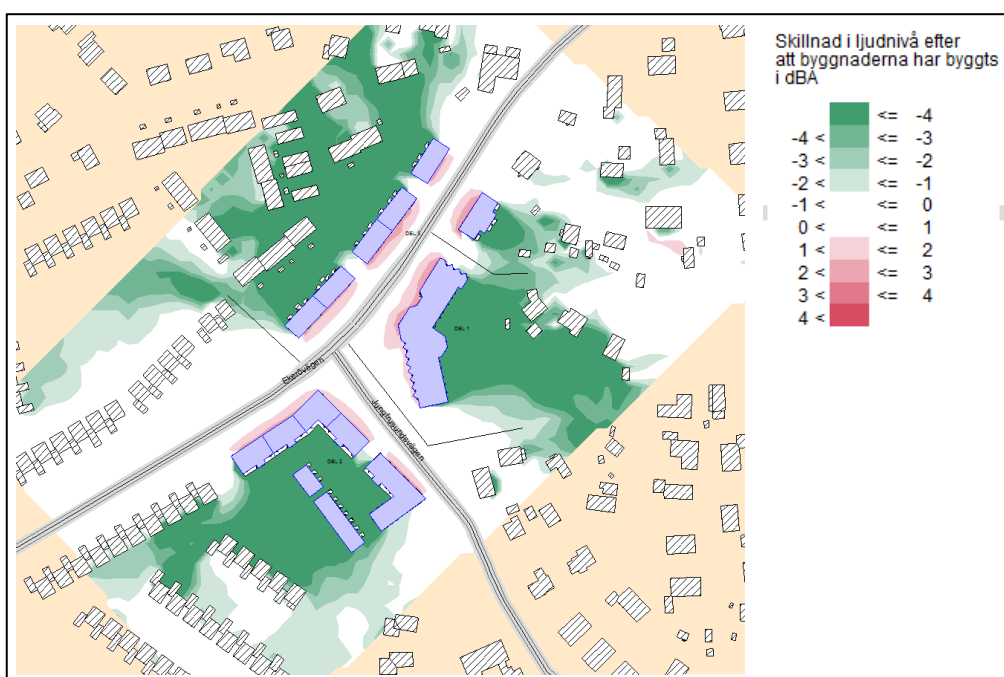 Skillnad i ljudnivå efter
att byggnaderna har byggts
i dBA
<= -4
-4 < <= -3
-3 < <= -2
-2 < <= -1
-1 < <= 0
0 < <= 1
1 < <= 2
2 < <= 3
3 < <= 4
4 <
DEL 3
DEL 1
Ekerövägen
Jungfrusundsvägen
DEL 2